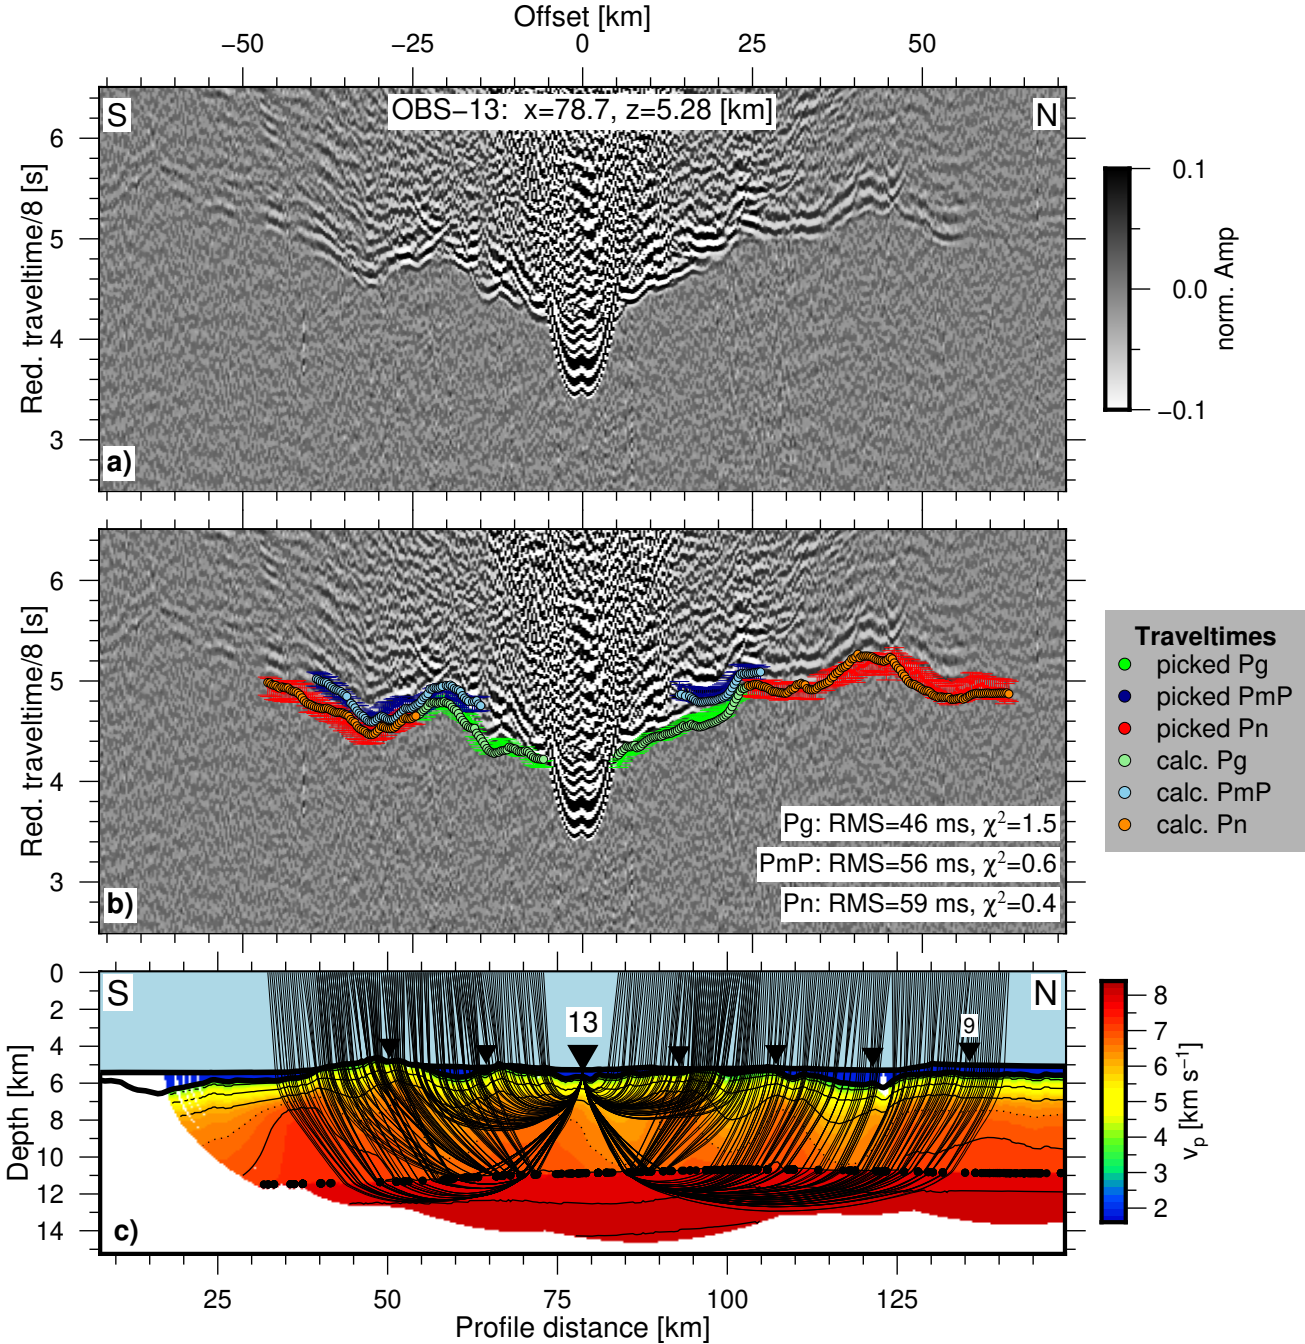 Offset [km]
−50 −25 0 25 50
S N
OBS−13: x=78.7, z=5.28 [km]
6
5
4
3
Red. traveltime/8 [s]
a)
0.1
0.0
−0.1
norm. Amp
6
5
4
3
Red. traveltime/8 [s]
b)
Pg: RMS=46 ms, χ²=1.5
PmP: RMS=56 ms, χ²=0.6
Pn: RMS=59 ms, χ²=0.4
Traveltimes
picked Pg
picked PmP
picked Pn
calc. Pg
calc. PmP
calc. Pn
S N
13
9
0
2
4
6
8
10
12
14
Depth [km]
c)
8
7
6
5
4
3
2
vₚ [km s⁻¹]
25 50 75 100 125
Profile distance [km]